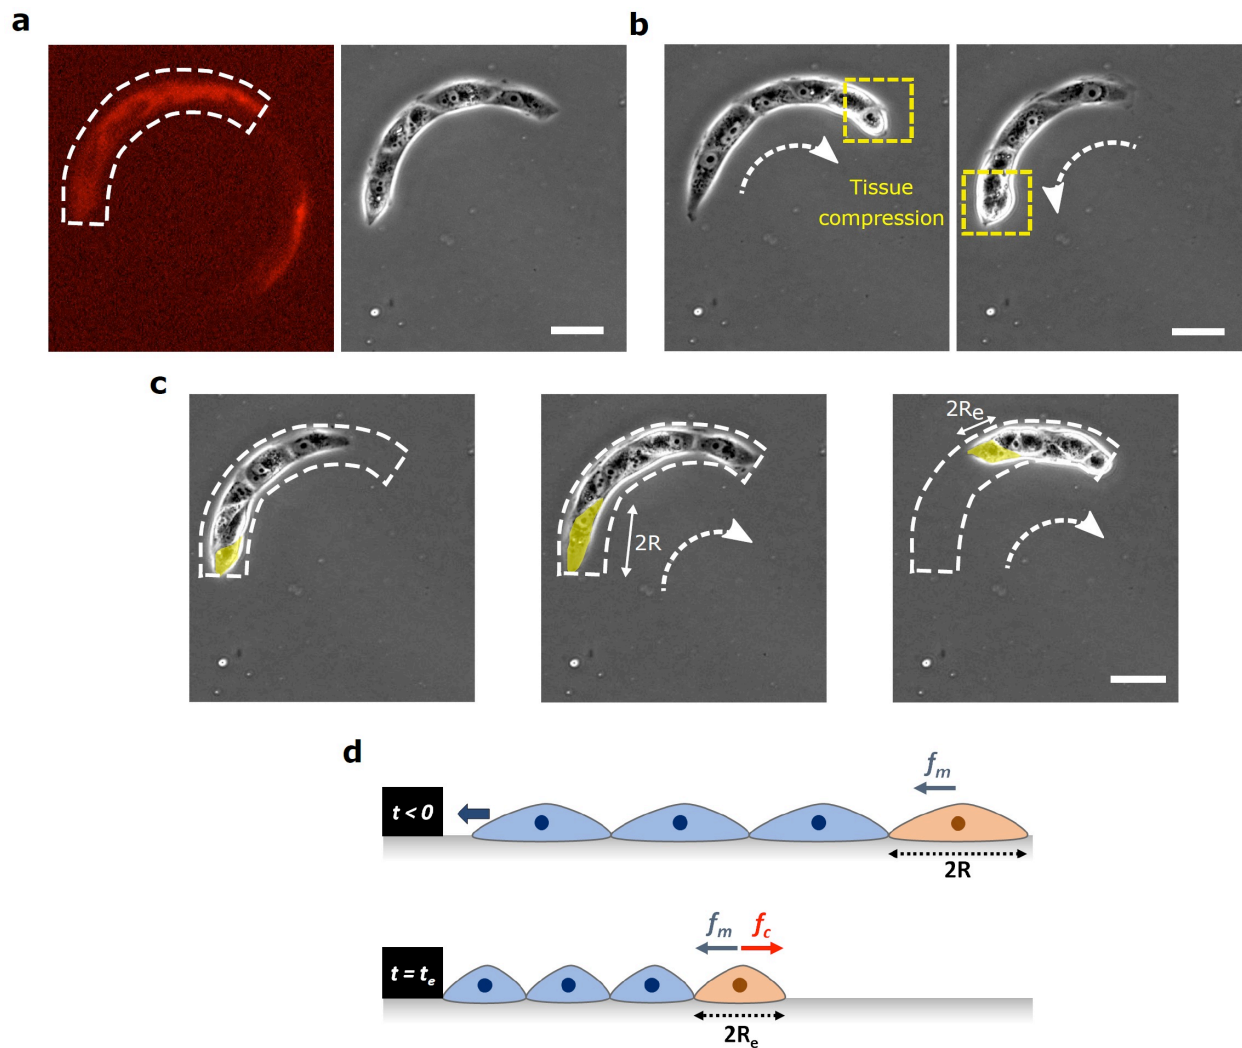 a
b
Tissue
compression
c
2R
2Re
d
fm
t < 0
2R
fm
fc
t = te
2Re